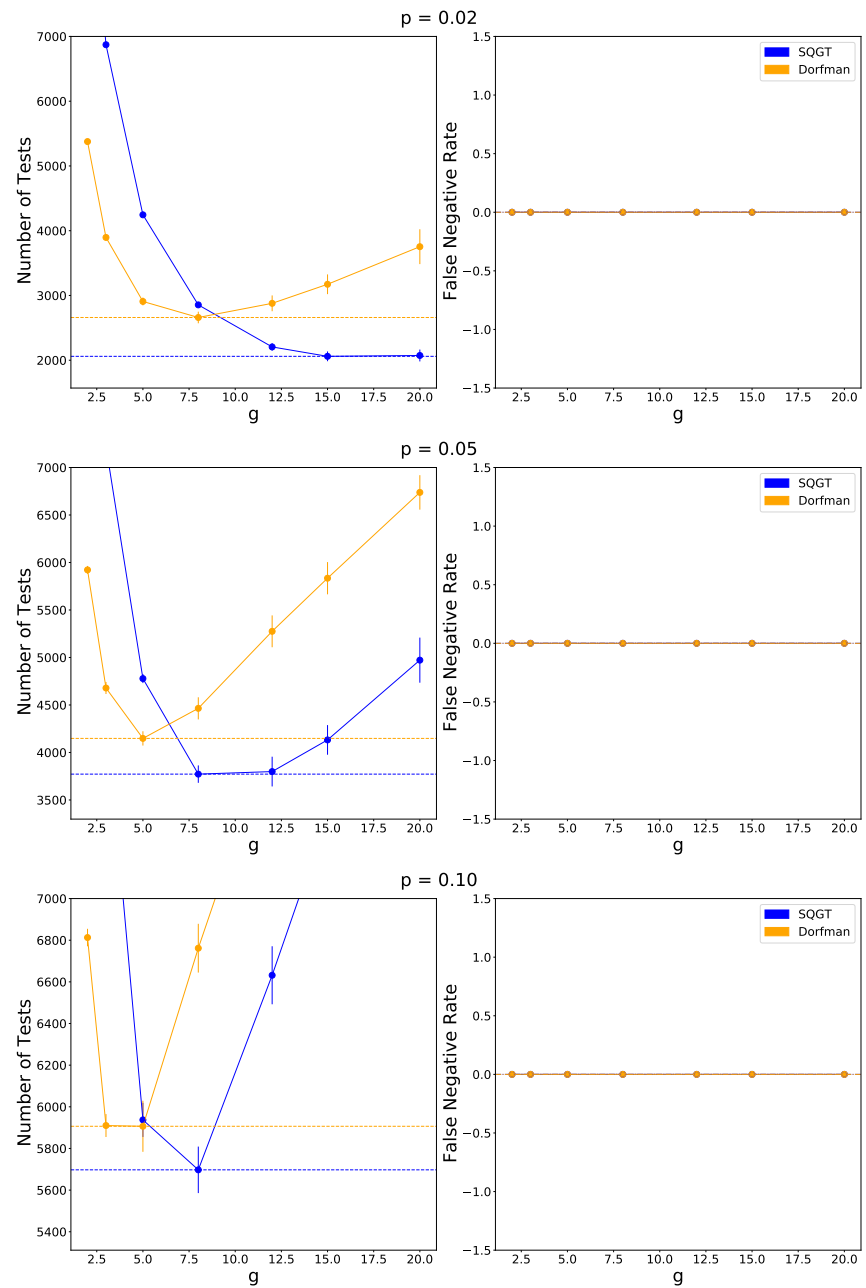 p = 0.02
7000
6000
5000
4000
3000
2000
Number of Tests
2.5 5.0 7.5 10.0 12.5 15.0 17.5 20.0
g
1.5
1.0
0.5
0.0
−0.5
−1.0
−1.5
False Negative Rate
SQGT
Dorfman
2.5 5.0 7.5 10.0 12.5 15.0 17.5 20.0
g
p = 0.05
7000
6500
6000
5500
5000
4500
4000
3500
Number of Tests
2.5 5.0 7.5 10.0 12.5 15.0 17.5 20.0
g
1.5
1.0
0.5
0.0
−0.5
−1.0
−1.5
False Negative Rate
SQGT
Dorfman
2.5 5.0 7.5 10.0 12.5 15.0 17.5 20.0
g
p = 0.10
7000
6800
6600
6400
6200
6000
5800
5600
5400
Number of Tests
2.5 5.0 7.5 10.0 12.5 15.0 17.5 20.0
g
1.5
1.0
0.5
0.0
−0.5
−1.0
−1.5
False Negative Rate
SQGT
Dorfman
2.5 5.0 7.5 10.0 12.5 15.0 17.5 20.0
g